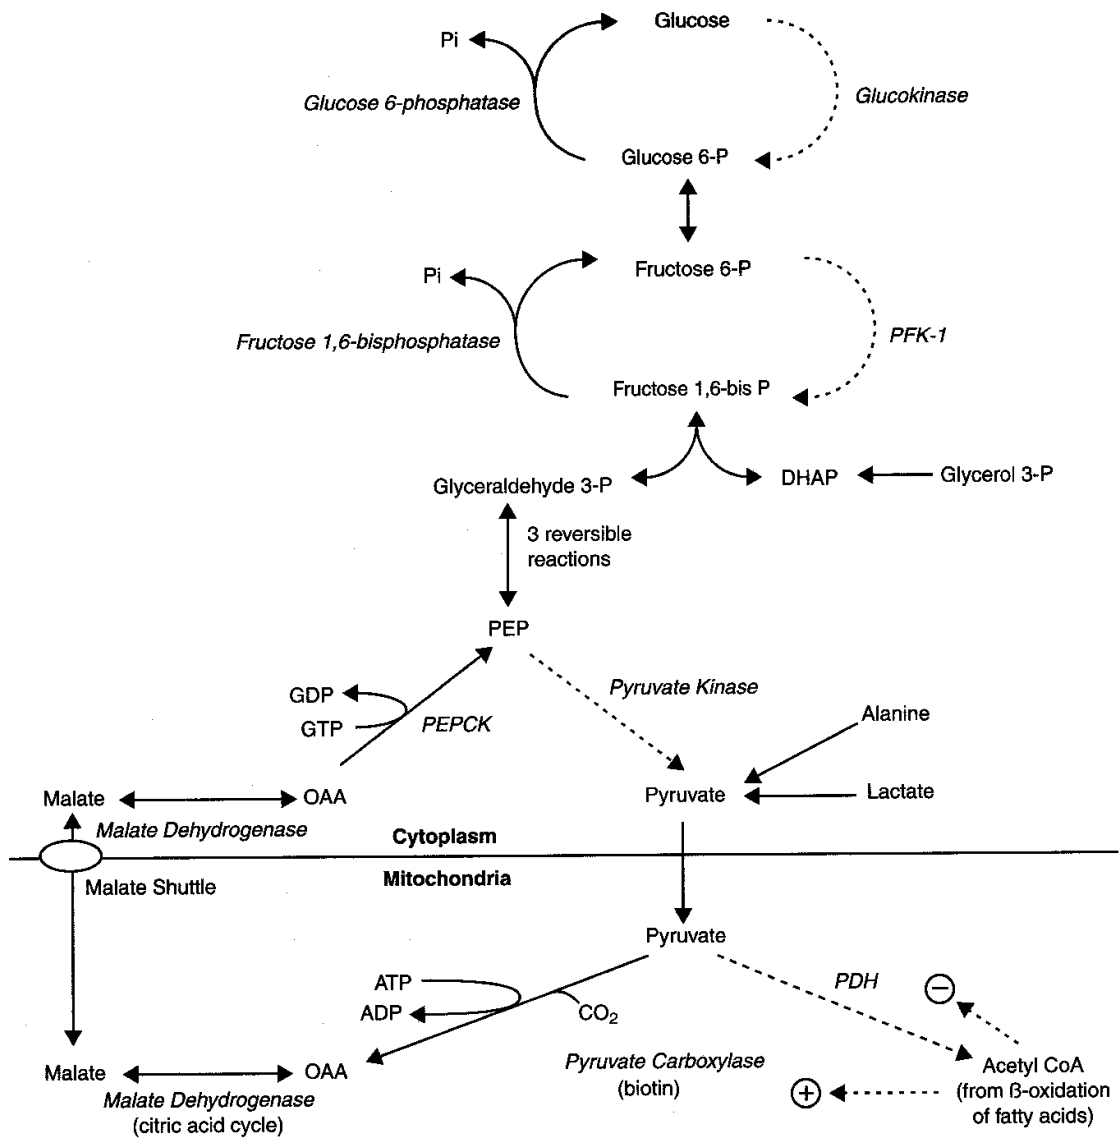 Glucose
Pi
Glucose 6-phosphatase
Glucokinase
Glucose 6-P
Fructose 6-P
Pi
Fructose 1,6-bisphosphatase
PFK-1
Fructose 1,6-bis P
Glyceraldehyde 3-P
DHAP
Glycerol 3-P
3 reversible
reactions
PEP
GDP
GTP
PEPCK
Pyruvate Kinase
Alanine
Malate
OAA
Pyruvate
Lactate
Malate Dehydrogenase
Cytoplasm
Malate Shuttle
Mitochondria
Pyruvate
ATP
ADP
CO2
PDH
−
Malate
OAA
Malate Dehydrogenase
(citric acid cycle)
Pyruvate Carboxylase
(biotin)
+
Acetyl CoA
(from ß-oxidation
of fatty acids)